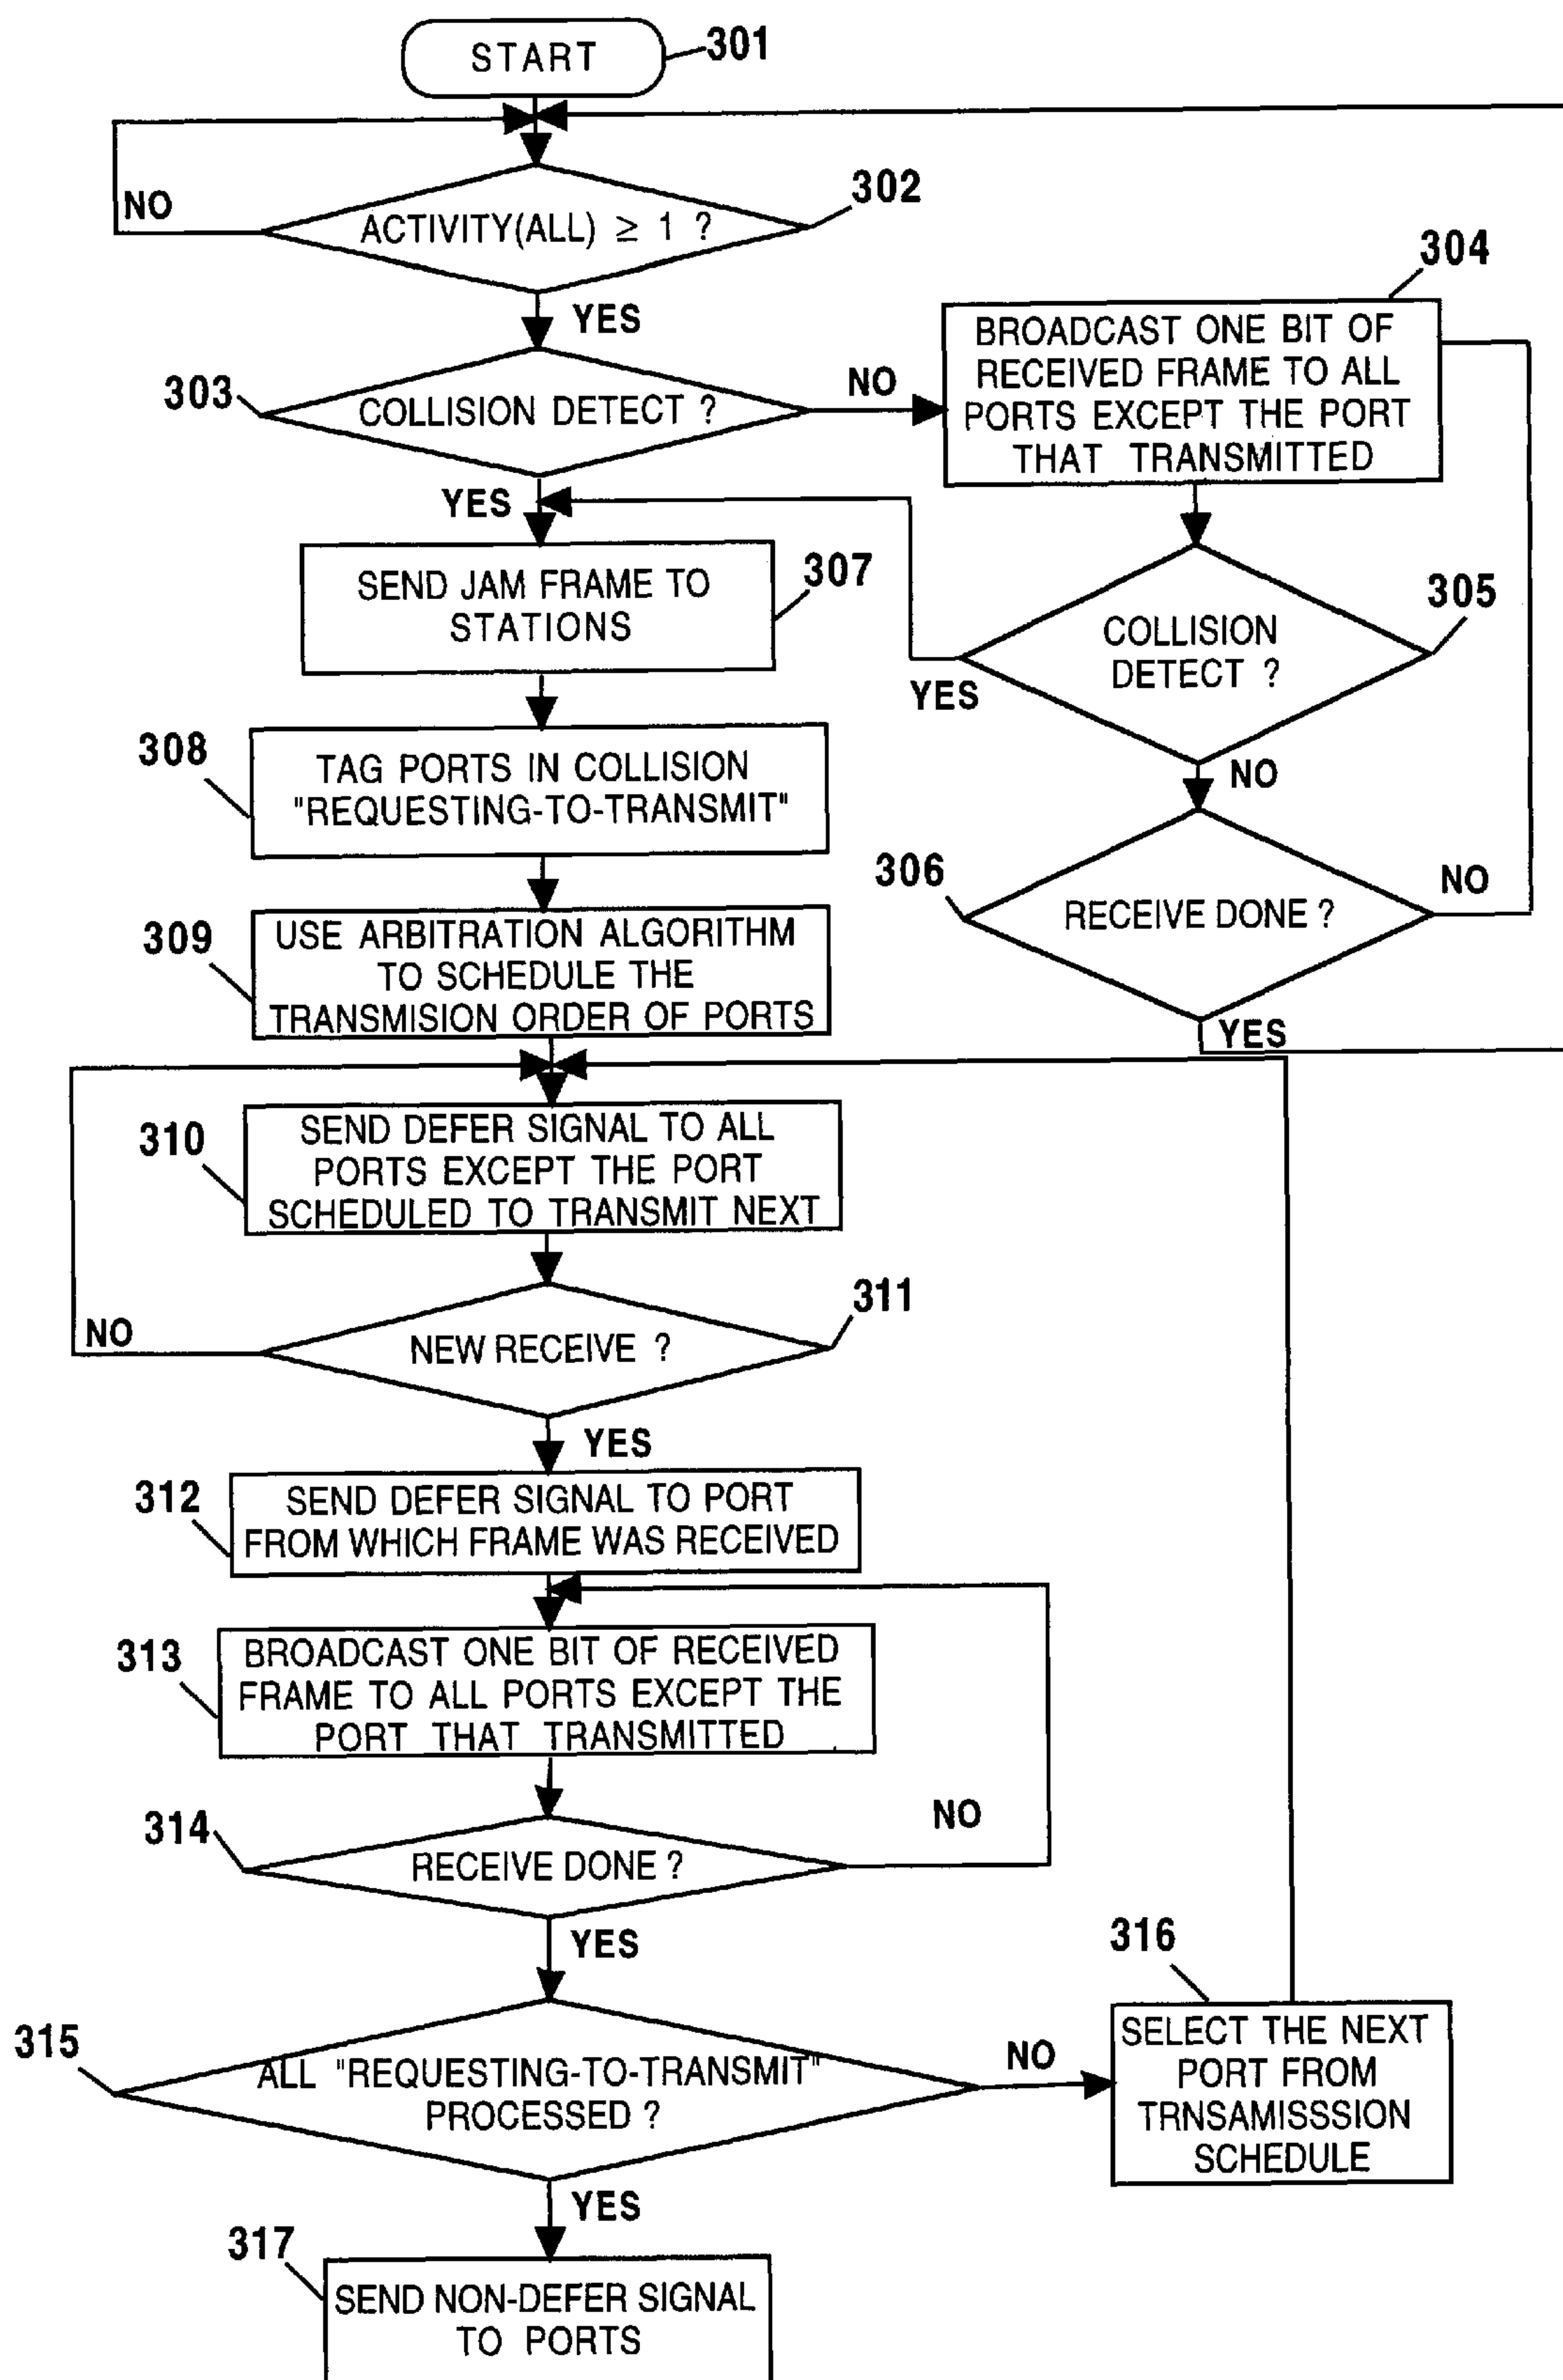 START
301
302
NO
ACTIVITY(ALL) ≥ 1 ?
YES
304
BROADCAST ONE BIT OF
RECEIVED FRAME TO ALL
PORTS EXCEPT THE PORT
THAT TRANSMITTED
303
COLLISION DETECT ?
NO
YES
SEND JAM FRAME TO
STATIONS
307
305
COLLISION
DETECT ?
YES
NO
308
TAG PORTS IN COLLISION
"REQUESTING-TO-TRANSMIT"
306
RECEIVE DONE ?
NO
YES
309
USE ARBITRATION ALGORITHM
TO SCHEDULE THE
TRANSMISION ORDER OF PORTS
310
SEND DEFER SIGNAL TO ALL
PORTS EXCEPT THE PORT
SCHEDULED TO TRANSMIT NEXT
311
NO
NEW RECEIVE ?
YES
312
SEND DEFER SIGNAL TO PORT
FROM WHICH FRAME WAS RECEIVED
313
BROADCAST ONE BIT OF RECEIVED
FRAME TO ALL PORTS EXCEPT THE
PORT THAT TRANSMITTED
314
NO
RECEIVE DONE ?
YES
316
315
ALL "REQUESTING-TO-TRANSMIT"
PROCESSED ?
NO
SELECT THE NEXT
PORT FROM
TRNSAMISSSION
SCHEDULE
YES
317
SEND NON-DEFER SIGNAL
TO PORTS